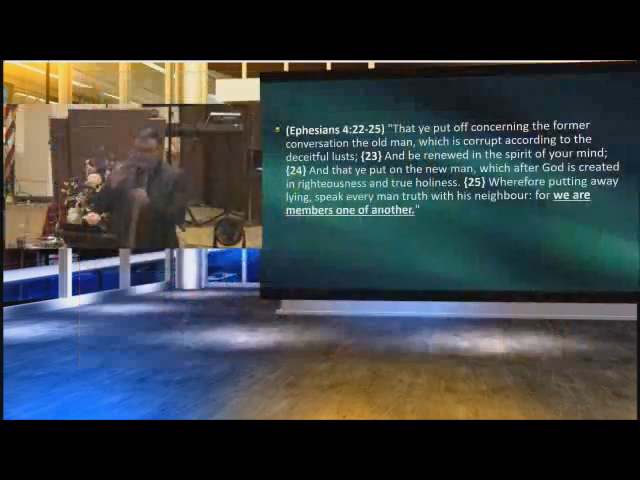 (Ephesians 4:22-25) "That ye put off concerning the former
conversation the old man, which is corrupt according to the
deceitful lusts; {23} And be renewed in the spirit of your mind;
{24} And that ye put on the new man, which after God is created
in righteousness and true holiness. {25} Wherefore putting away
lying, speak every man truth with his neighbour: for we are
members one of another."